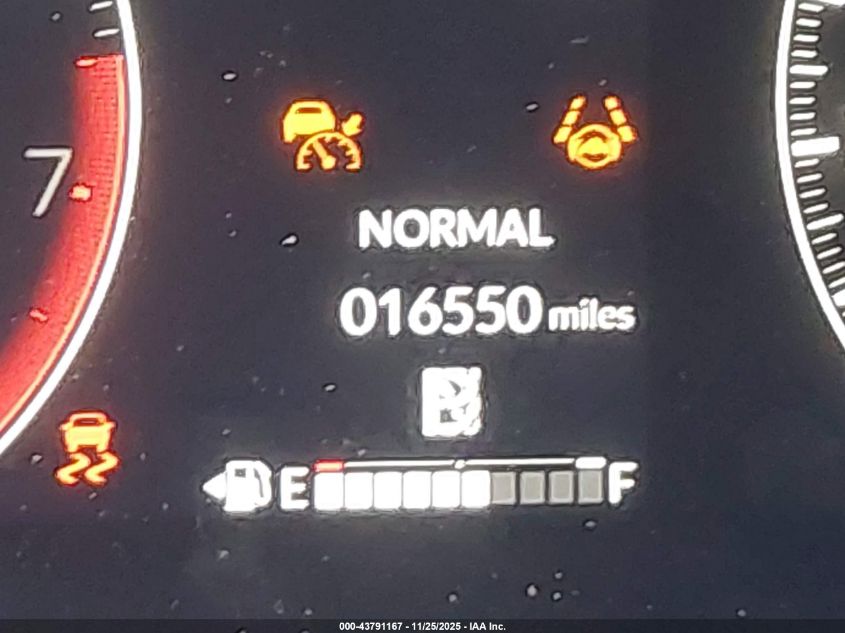 7
NORMAL
016550 miles
E F
000-43791167 - 11/25/2025 - IAA Inc.